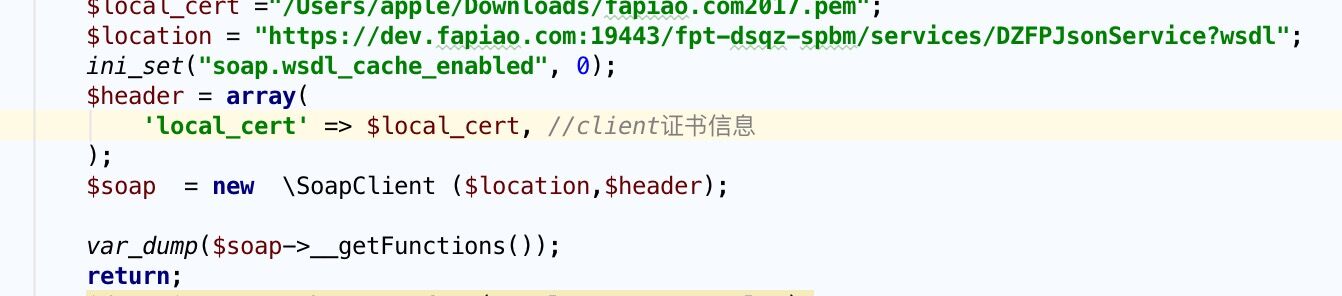 $local_cert ="/Users/apple/Downloads/fapiao.com2017.pem";
$location = "https://dev.fapiao.com:19443/fpt-dsqz-spbm/services/DZFPJsonService?wsdl";
ini_set("soap.wsdl_cache_enabled", 0);
$header = array(
'local_cert' => $local_cert, //client证书信息
);
$soap  = new  \SoapClient ($location,$header);
var_dump($soap->__getFunctions());
return;